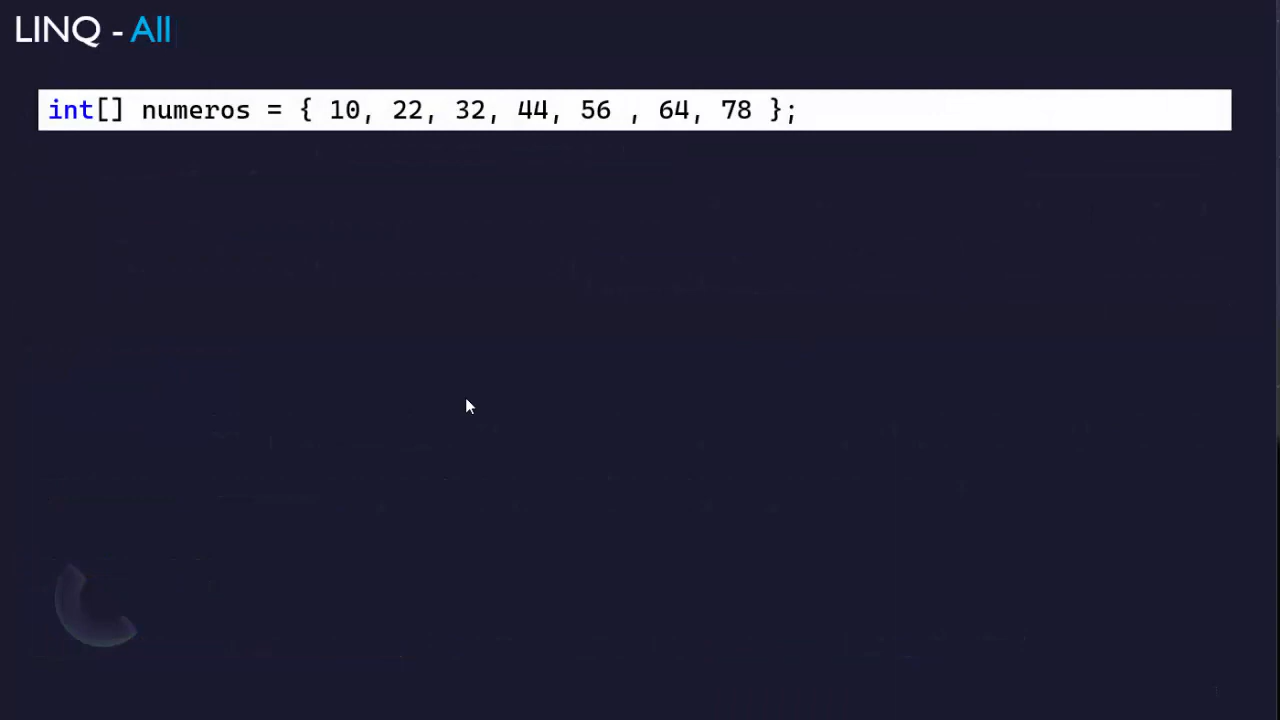 LINQ - All
int[] numeros = { 10, 22, 32, 44, 56 , 64, 78 };